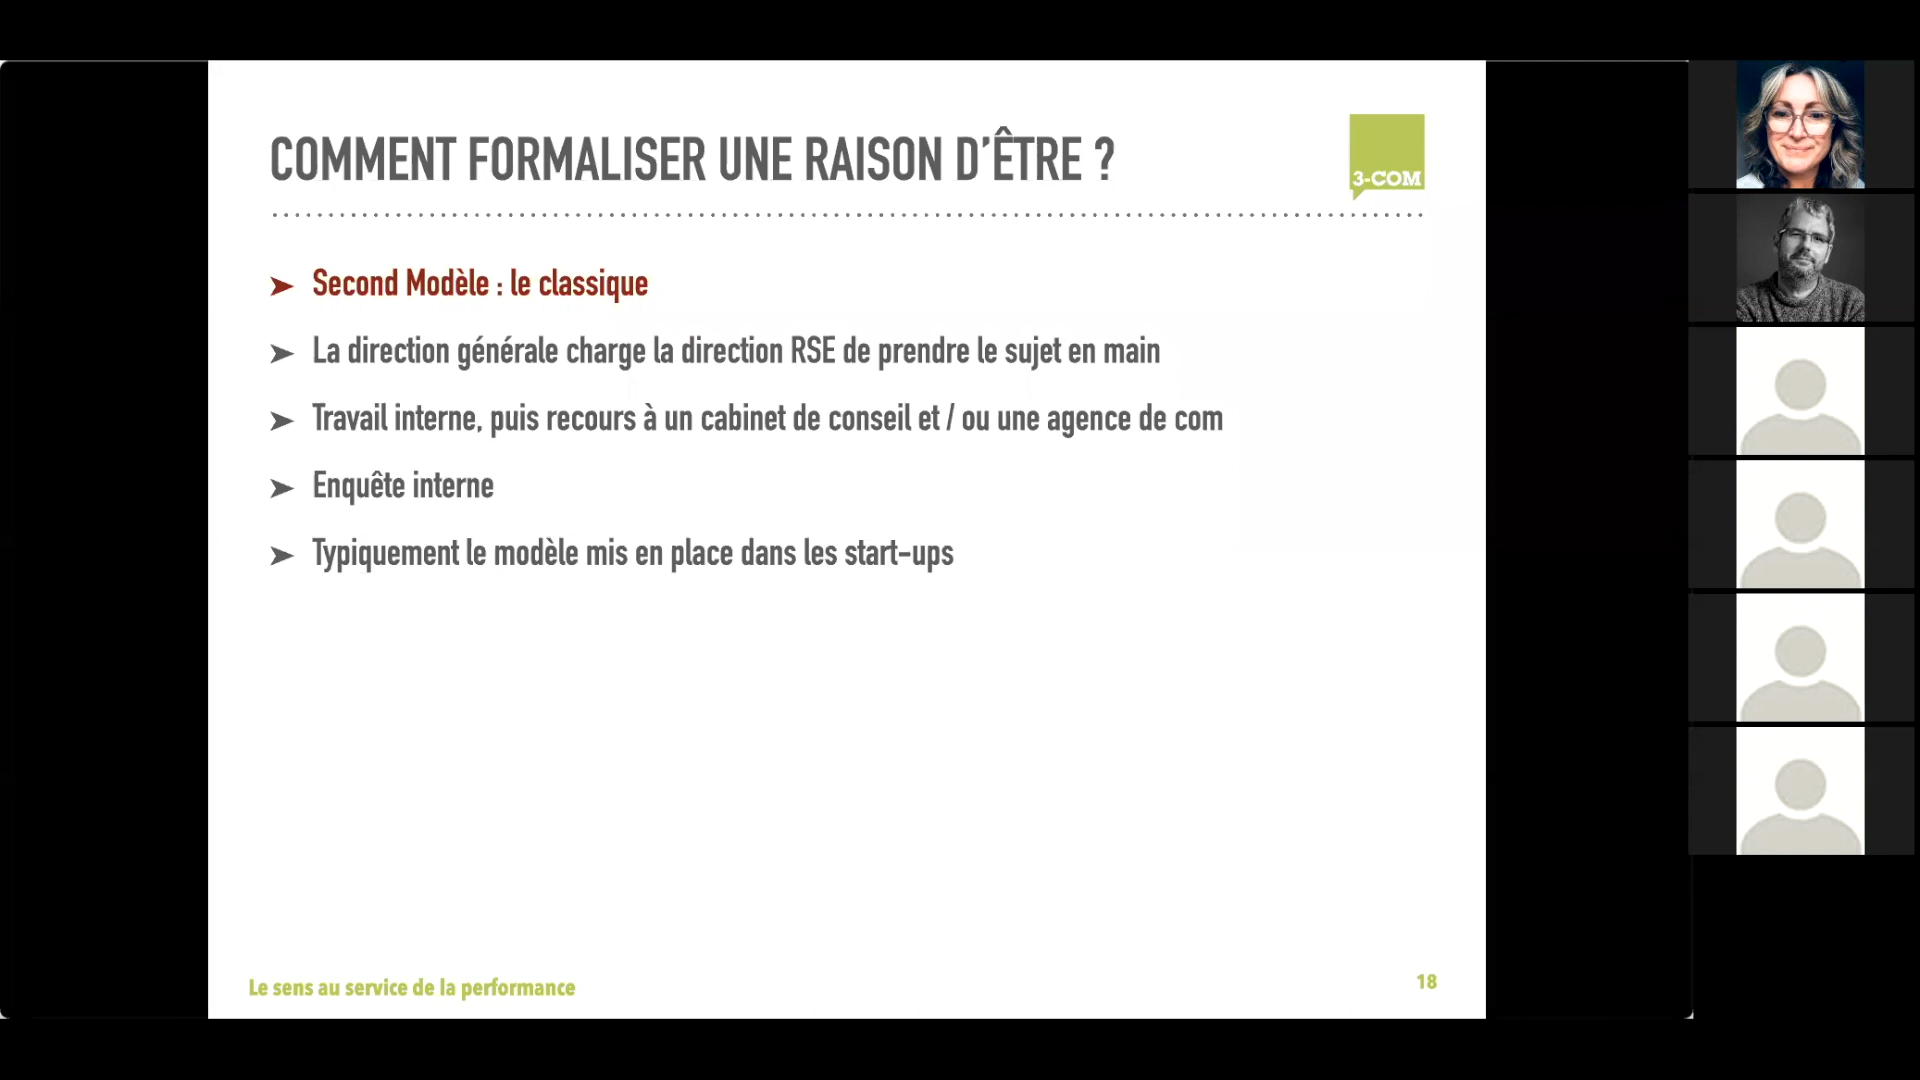 COMMENT FORMALISER UNE RAISON D'ÊTRE ?
3-COM
➤ Second Modèle : le classique
➤ La direction générale charge la direction RSE de prendre le sujet en main
➤ Travail interne, puis recours à un cabinet de conseil et / ou une agence de com
➤ Enquête interne
➤ Typiquement le modèle mis en place dans les start-ups
Le sens au service de la performance
18